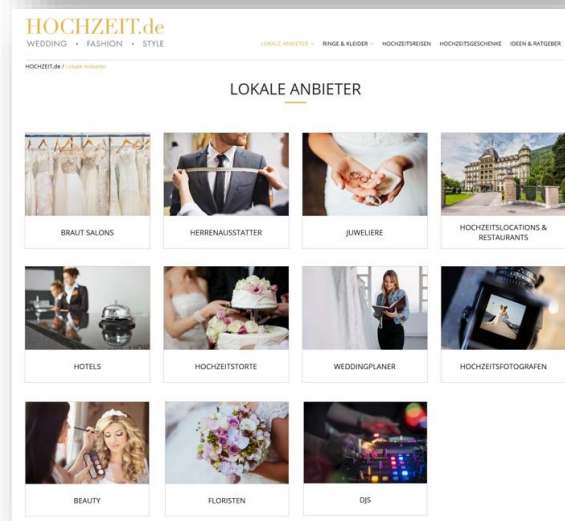 HOCHZEIT.de
WEDDING • FASHION • STYLE
LOKALE ANBIETER RINGE & KLEIDER HOCHZEITSREISEN HOCHZEITSGESCHENKE IDEEN & RATGEBER
HOCHZEIT.de / Lokale Anbieter
LOKALE ANBIETER
BRAUT SALONS
HERRENAUSSTATTER
JUWELIERE
HOCHZEITSLOCATIONS &
RESTAURANTS
HOTELS
HOCHZEITSTORTE
WEDDINGPLANER
HOCHZEITSFOTOGRAFEN
BEAUTY
FLORISTEN
DJS